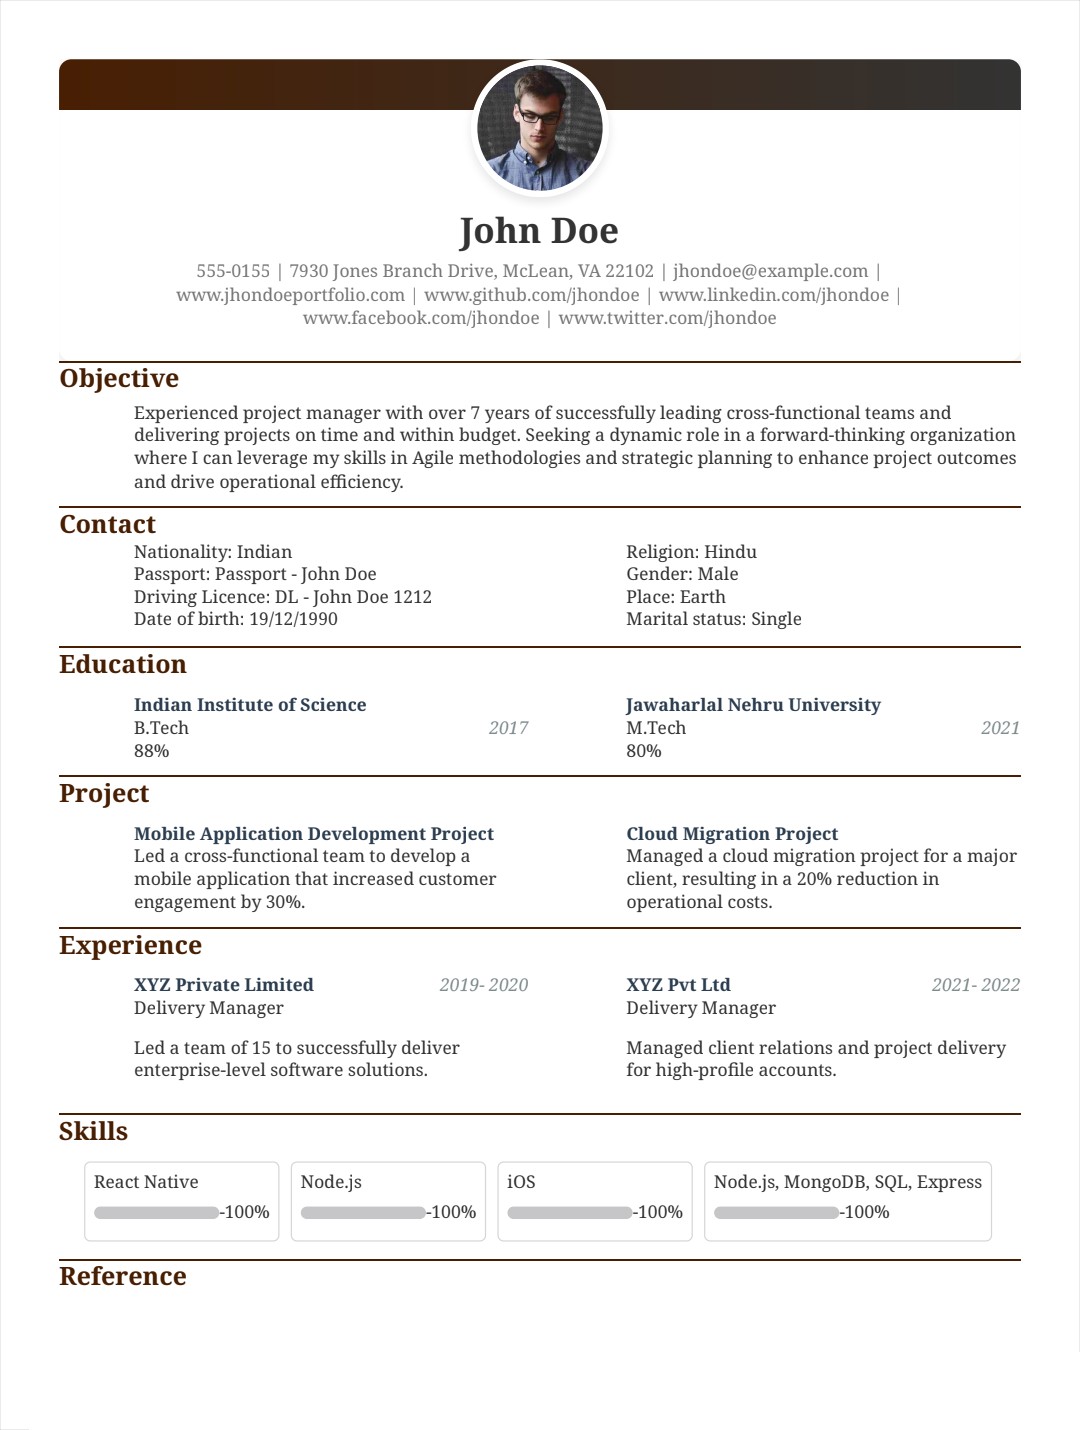 John Doe
555-0155 | 7930 Jones Branch Drive, McLean, VA 22102 | jhondoe@example.com |
www.jhondoeportfolio.com | www.github.com/jhondoe | www.linkedin.com/jhondoe |
www.facebook.com/jhondoe | www.twitter.com/jhondoe
Objective
Experienced project manager with over 7 years of successfully leading cross-functional teams and
delivering projects on time and within budget. Seeking a dynamic role in a forward-thinking organization
where I can leverage my skills in Agile methodologies and strategic planning to enhance project outcomes
and drive operational efficiency.
Contact
Nationality: Indian
Passport: Passport - John Doe
Driving Licence: DL - John Doe 1212
Date of birth: 19/12/1990
Religion: Hindu
Gender: Male
Place: Earth
Marital status: Single
Education
Indian Institute of Science
B.Tech 2017
88%
Jawaharlal Nehru University
M.Tech 2021
80%
Project
Mobile Application Development Project
Led a cross-functional team to develop a
mobile application that increased customer
engagement by 30%.
Cloud Migration Project
Managed a cloud migration project for a major
client, resulting in a 20% reduction in
operational costs.
Experience
XYZ Private Limited 2019- 2020
Delivery Manager
Led a team of 15 to successfully deliver
enterprise-level software solutions.
XYZ Pvt Ltd 2021- 2022
Delivery Manager
Managed client relations and project delivery
for high-profile accounts.
Skills
React Native
-100%
Node.js
-100%
iOS
-100%
Node.js, MongoDB, SQL, Express
-100%
Reference